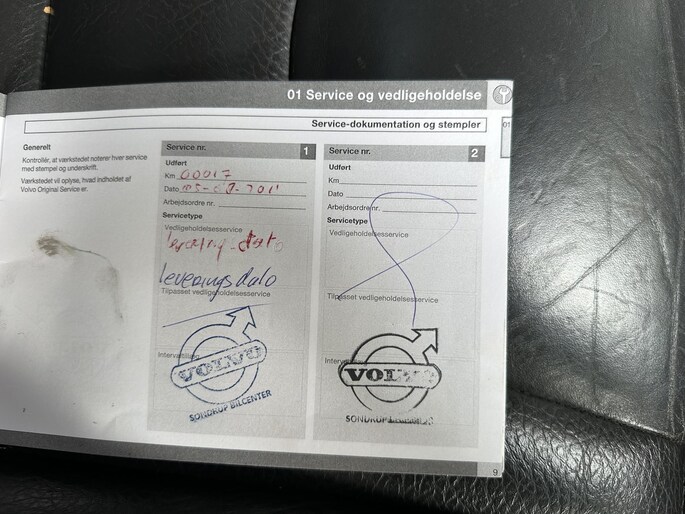 01 Service og vedligeholdelse
01
Service-dokumentation og stempler
Generelt
Kontrollér, at værkstedet noterer hver service
med stempel og underskrift.
Værkstedet vil oplyse, hvad indholdet af
Volvo Original Service er.
Service nr. 1
Udført
Km 00017
Dato
Arbejdsordre nr.
Servicetype
Vedligeholdelsesservice
leverings dato
Tilpasset vedligeholdelsesservice
Intervalstilling
VOLVO
SØNDRUP BILCENTER
Service nr. 2
Udført
Km
Dato
Arbejdsordre nr.
Servicetype
Vedligeholdelsesservice
Tilpasset vedligeholdelsesservice
VOLVO
SØNDRUP
9